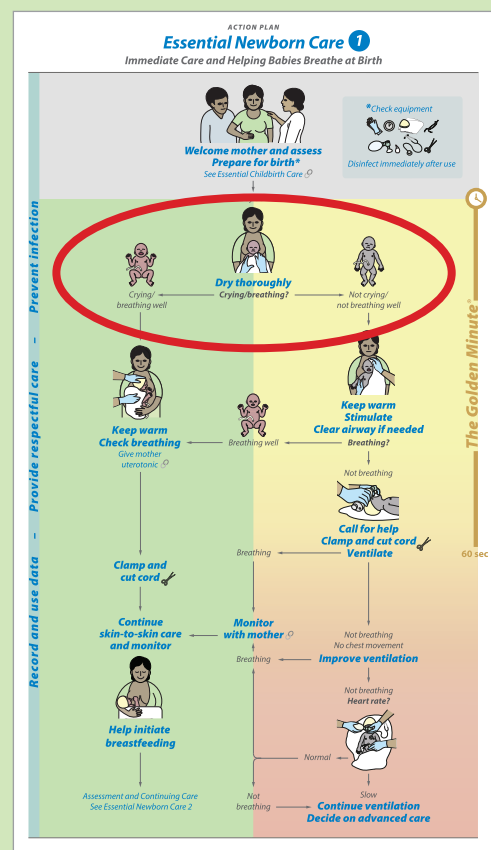 ACTION PLAN
Essential Newborn Care 1
Immediate Care and Helping Babies Breathe at Birth
*Check equipment
Disinfect immediately after use
Welcome mother and assess
Prepare for birth*
See Essential Childbirth Care
Dry thoroughly
Crying/breathing?
Crying/
breathing well
Not crying/
not breathing well
Keep warm
Check breathing
Give mother
uterotonic
Keep warm
Stimulate
Clear airway if needed
Breathing?
Breathing well
Not breathing
Call for help
Clamp and cut cord
Ventilate
Breathing
Clamp and
cut cord
Continue
skin-to-skin care
and monitor
Monitor
with mother
Not breathing
No chest movement
Improve ventilation
Breathing
Not breathing
Heart rate?
Help initiate
breastfeeding
Normal
Assessment and Continuing Care
See Essential Newborn Care 2
Not
breathing
Slow
Continue ventilation
Decide on advanced care
Record and use data – Provide respectful care – Prevent infection
The Golden Minute®
60 sec